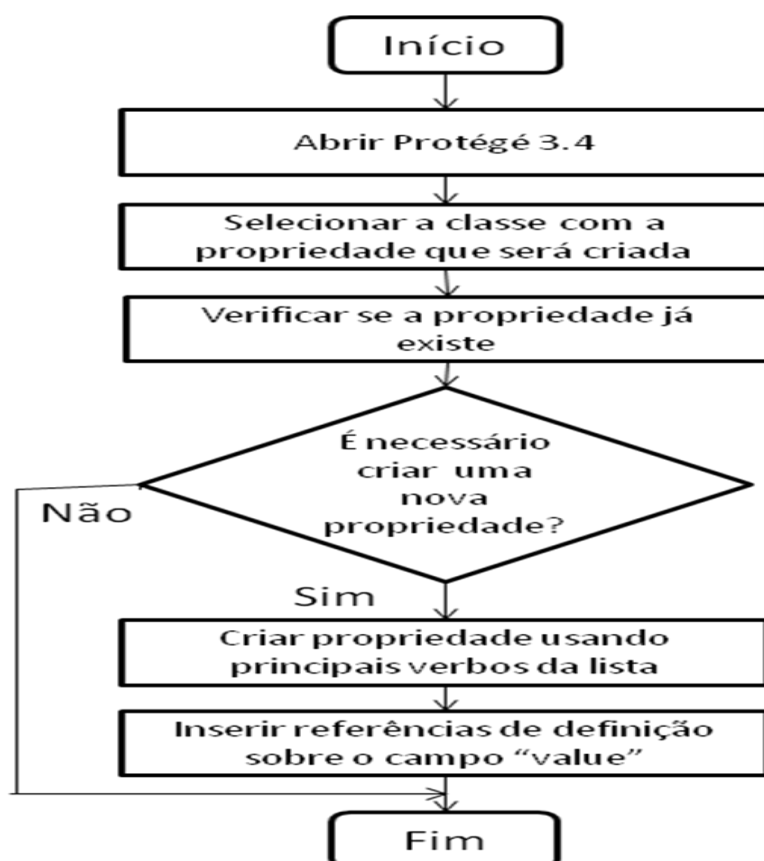 Início
Abrir Protégé 3.4
Selecionar a classe com a
propriedade que será criada
Verificar se a propriedade já
existe
É necessário
criar uma
nova
propriedade?
Não
Sim
Criar propriedade usando
principais verbos da lista
Inserir referências de definição
sobre o campo “value”
Fim